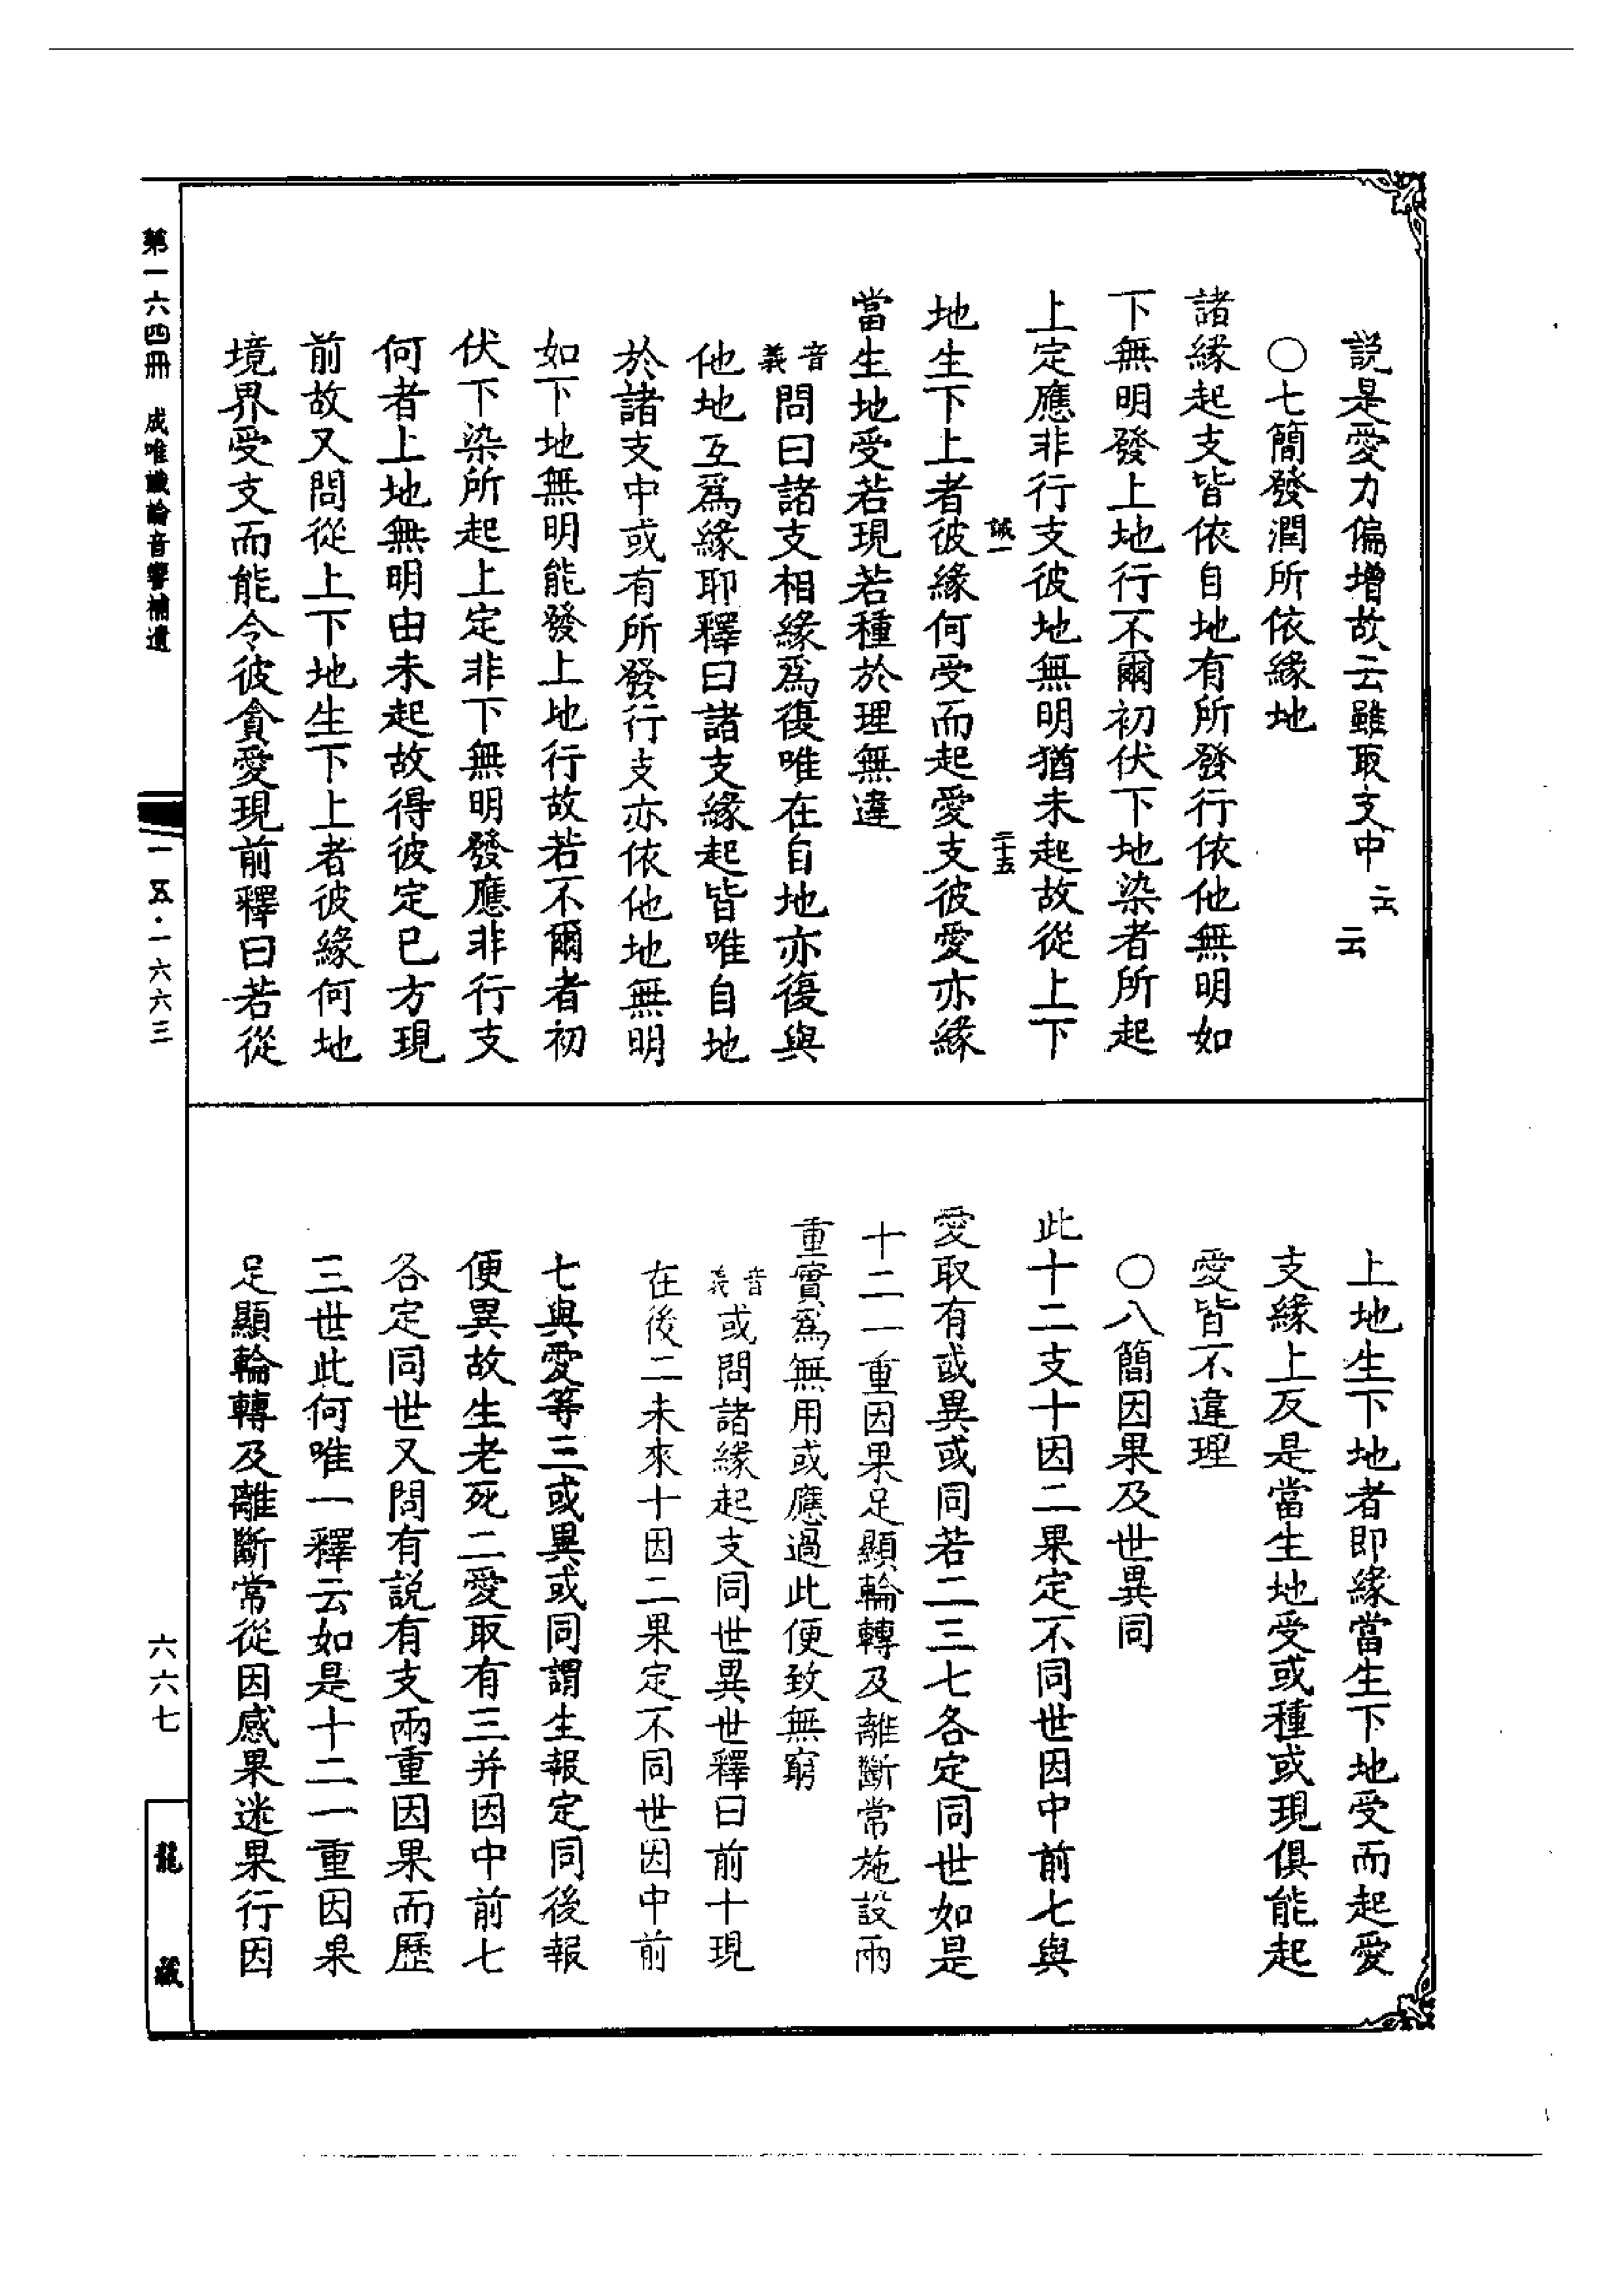 説是愛力偏增故云雖取支中云云
○七簡發潤所依緣地
諸緣起支皆依自地有所發行依他無明如
下無明發上地行不爾初伏下地染者所起
上定應非行支彼地無明猶未起故從上下
誠一 二十五
地生下上者彼緣何受而起愛支彼愛亦緣
當生地受若現若種於理無違
音義問曰諸支相緣爲復唯在自地亦復與
他地互爲緣耶釋曰諸支緣起皆唯自地
於諸支中或有所發行支亦依他地無明
如下地無明能發上地行故若不爾者初
伏下染所起上定非下無明發應非行支
何者上地無明由未起故得彼定已方現
前故又問從上下地生下上者彼緣何地
境界受支而能令彼貪愛現前釋曰若從
上地生下地者即緣當生下地受而起愛
支緣上反是當生地受或種或現俱能起
愛皆不違理
○八簡因果及世異同
此十二支十因二果定不同世因中前七與
愛取有或異或同若二三七各定同世如是
十二一重因果足顯輪轉及離斷常施設兩
重實爲無用或應過此便致無窮
音義或問諸緣起支同世異世釋曰前十現
在後二未來十因二果定不同世因中前
七與愛等三或異或同謂生報定同後報
便異故生老死二愛取有三并因中前七
各定同世又問有説有支兩重因果而歷
三世此何唯一釋云如是十二一重因果
足顯輪轉及離斷常從因感果迷果行因
第一六四冊 成唯識論音響補遺
一五·一六六三
六六七
龍藏